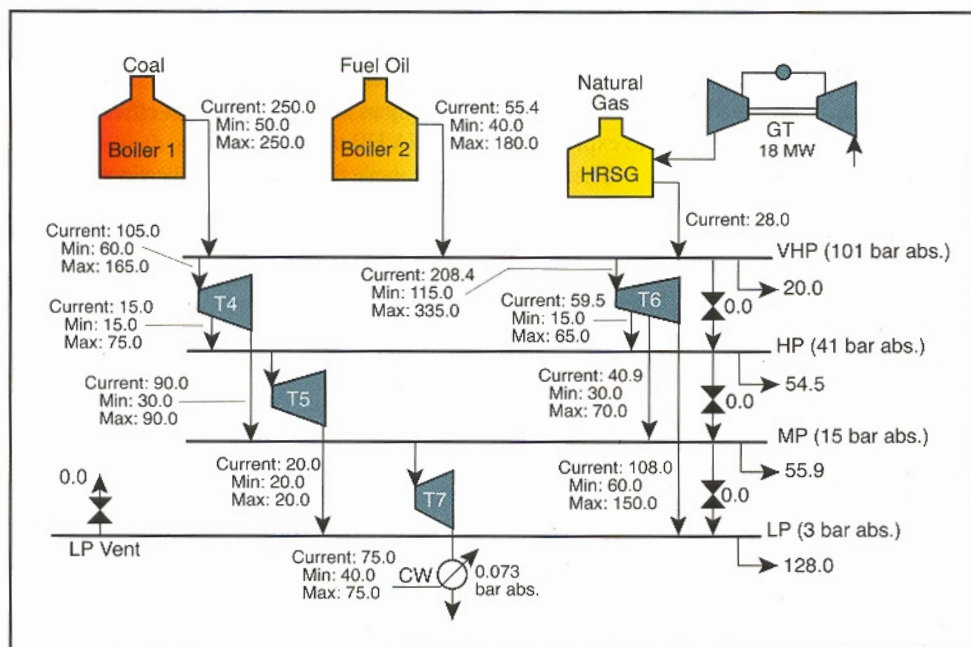 Coal
Fuel Oil
Natural
Gas
Current: 250.0
Min: 50.0
Max: 250.0
Boiler 1
Current: 55.4
Min: 40.0
Max: 180.0
Boiler 2
HRSG
GT
18 MW
Current: 28.0
VHP (101 bar abs.)
20.0
0.0
Current: 105.0
Min: 60.0
Max: 165.0
T4
Current: 208.4
Min: 115.0
Max: 335.0
T6
Current: 15.0
Min: 15.0
Max: 75.0
Current: 59.5
Min: 15.0
Max: 65.0
HP (41 bar abs.)
54.5
0.0
T5
Current: 90.0
Min: 30.0
Max: 90.0
Current: 40.9
Min: 30.0
Max: 70.0
MP (15 bar abs.)
55.9
0.0
Current: 20.0
Min: 20.0
Max: 20.0
T7
Current: 108.0
Min: 60.0
Max: 150.0
0.0
LP Vent
LP (3 bar abs.)
128.0
Current: 75.0
Min: 40.0
Max: 75.0
CW
0.073
bar abs.